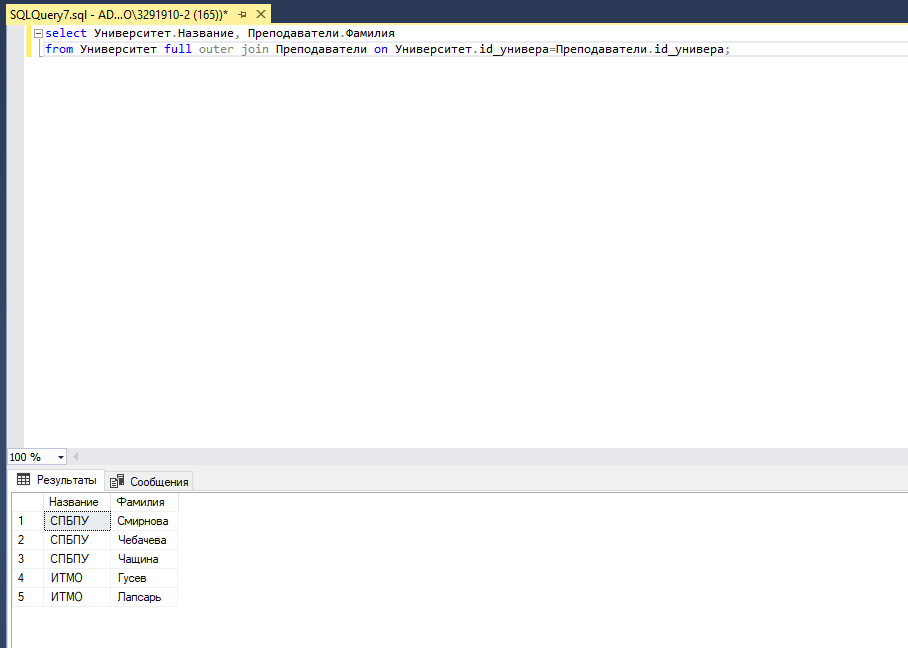 SQLQuery7.sql - AD...O\3291910-2 (165))*
select Университет.Название, Преподаватели.Фамилия
from Университет full outer join Преподаватели on Университет.id_универа=Преподаватели.id_универа;
100 %
Результаты Сообщения
Название Фамилия
1 СПБПУ Смирнова
2 СПБПУ Чебачева
3 СПБПУ Чащина
4 ИТМО Гусев
5 ИТМО Лапсарь